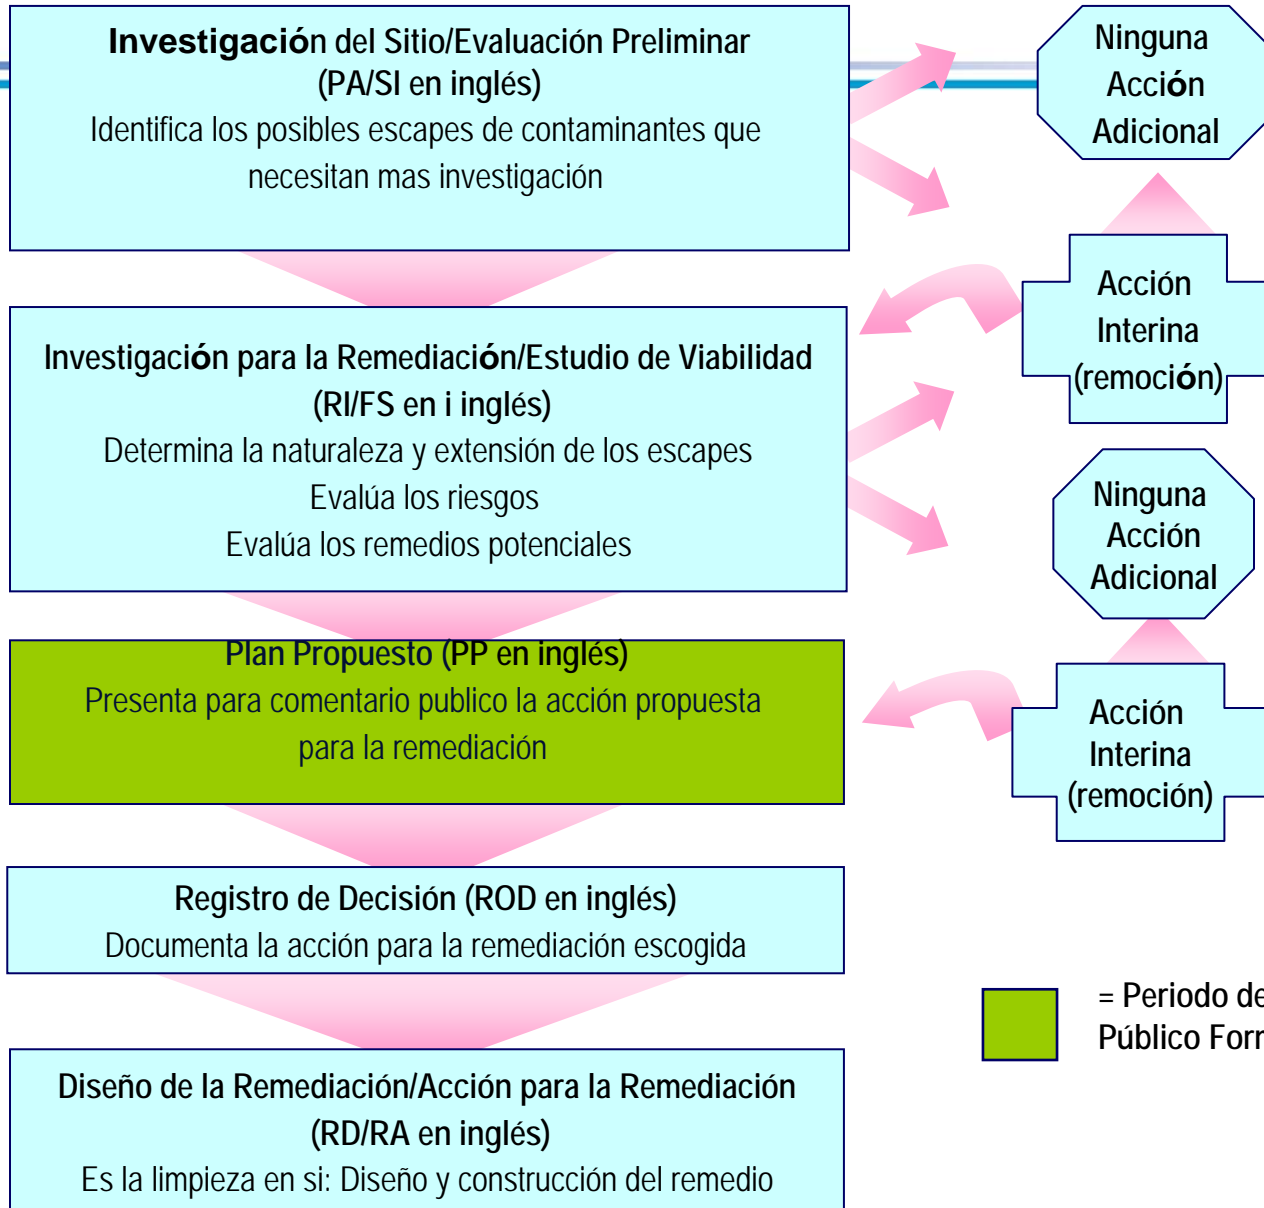 Investigación del Sitio/Evaluación Preliminar
(PA/SI en inglés)
Identifica los posibles escapes de contaminantes que
necesitan mas investigación
Ninguna
Acción
Adicional
Acción
Interina
(remoción)
Investigación para la Remediación/Estudio de Viabilidad
(RI/FS en i inglés)
Determina la naturaleza y extensión de los escapes
Evalúa los riesgos
Evalúa los remedios potenciales
Ninguna
Acción
Adicional
Plan Propuesto (PP en inglés)
Presenta para comentario publico la acción propuesta
para la remediación
Acción
Interina
(remoción)
Registro de Decisión (ROD en inglés)
Documenta la acción para la remediación escogida
= Periodo de
Público
Diseño de la Remediación/Acción para la Remediación
(RD/RA en inglés)
Es la limpieza en si: Diseño y construcción del remedio